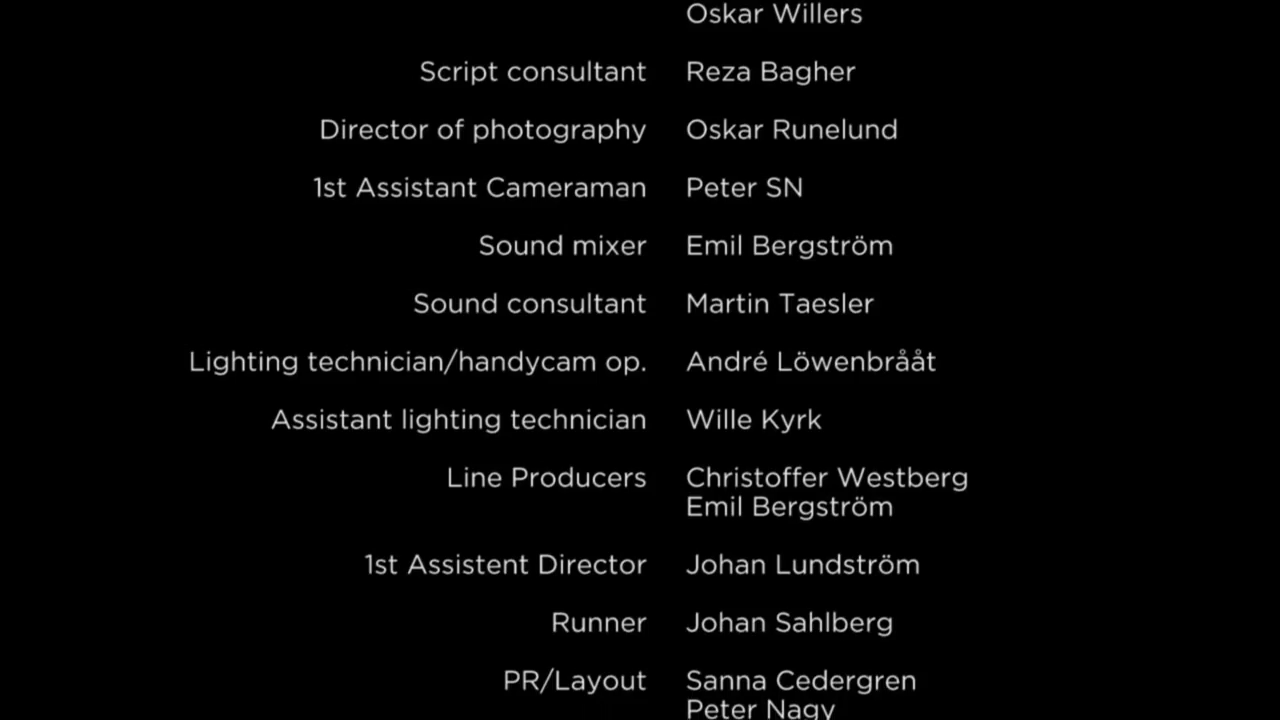 Oskar Willers
Script consultant Reza Bagher
Director of photography Oskar Runelund
1st Assistant Cameraman Peter SN
Sound mixer Emil Bergström
Sound consultant Martin Taesler
Lighting technician/handycam op. André Löwenbrååt
Assistant lighting technician Wille Kyrk
Line Producers Christoffer Westberg
Emil Bergström
1st Assistent Director Johan Lundström
Runner Johan Sahlberg
PR/Layout Sanna Cedergren
Peter Nagy